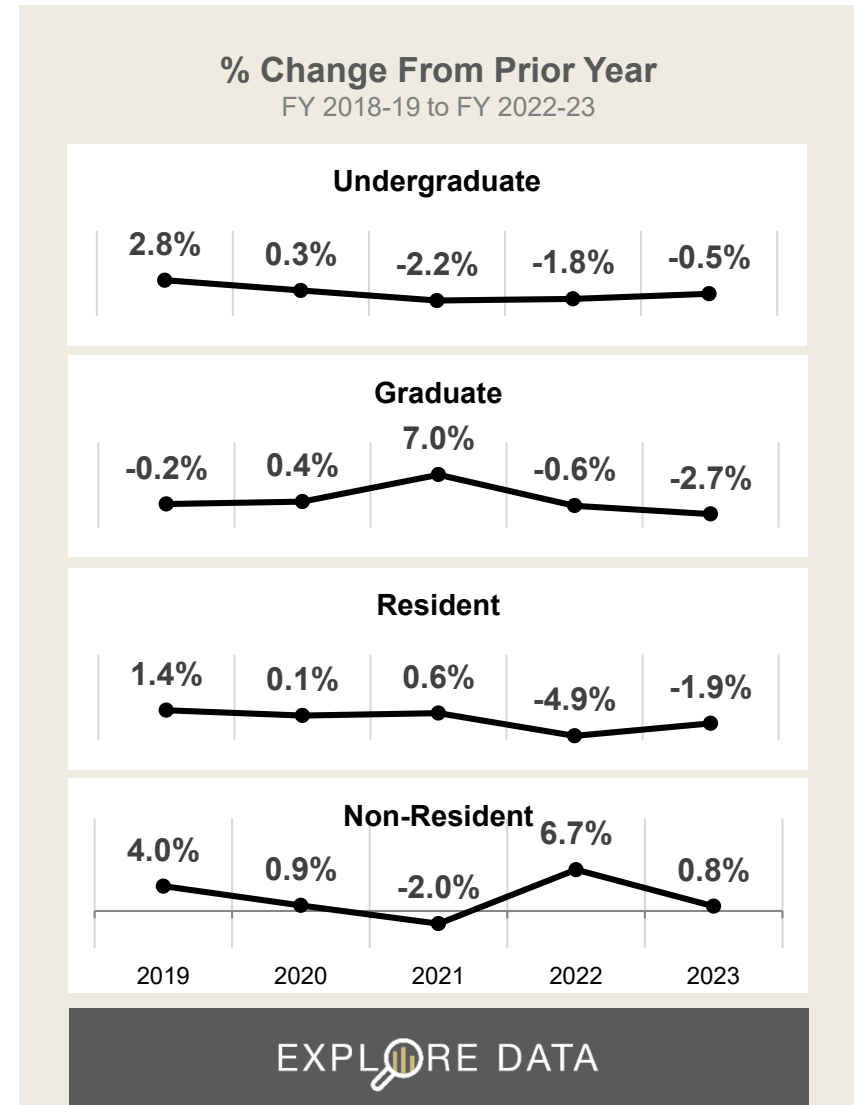 % Change From Prior Year
FY 2018-19 to FY 2022-23
Undergraduate
2.8% 0.3% -2.2% -1.8% -0.5%
Graduate
-0.2% 0.4% 7.0% -0.6% -2.7%
Resident
1.4% 0.1% 0.6% -4.9% -1.9%
Non-Resident
4.0% 0.9% -2.0% 6.7% 0.8%
2019 2020 2021 2022 2023
EXPLORE DATA